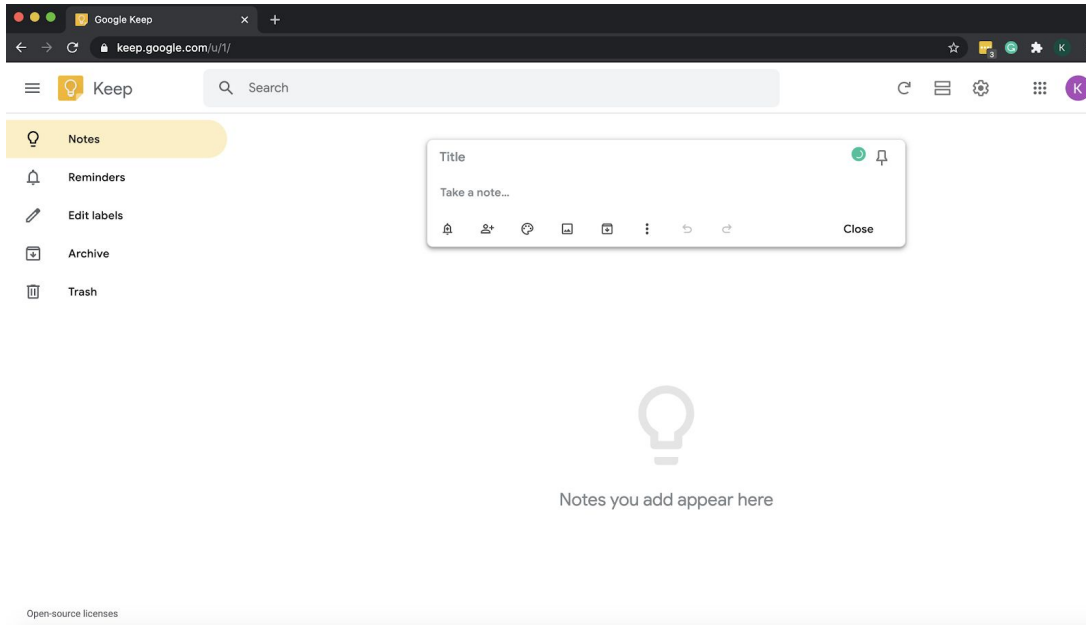 Google Keep
keep.google.com/u/1/
3
K
Keep
Search
K
Notes
Reminders
Edit labels
Archive
Trash
Title
Take a note...
Close
Notes you add appear here
Open-source licenses